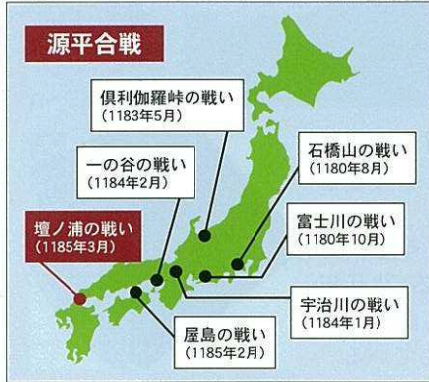 源平合戦
倶利伽羅峠の戦い
(1183年5月)
一の谷の戦い
(1184年2月)
壇ノ浦の戦い
(1185年3月)
石橋山の戦い
(1180年8月)
富士川の戦い
(1180年10月)
宇治川の戦い
(1184年1月)
屋島の戦い
(1185年2月)